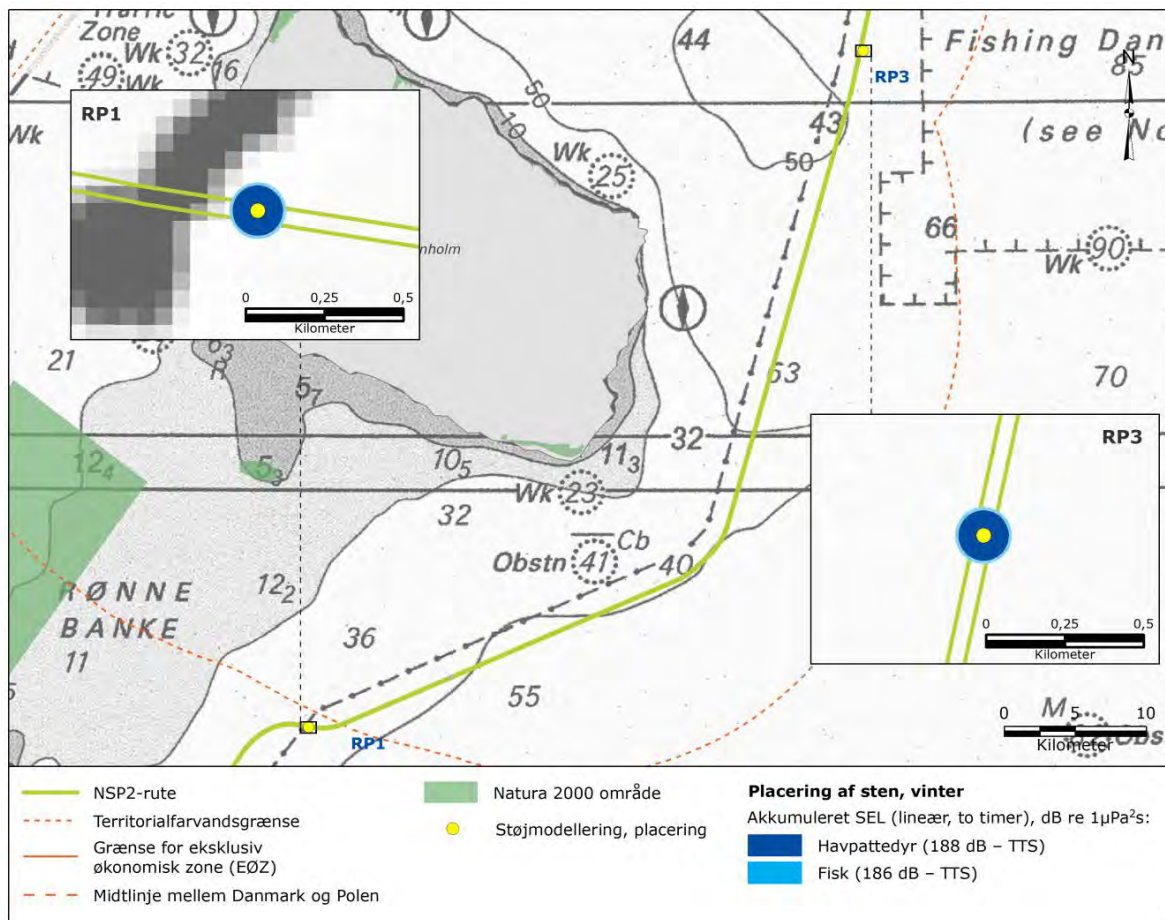 Traffic
Zone
Wk 32
49
Wk
16
Wk
44
50
10
Wk 25
RP3
Fishing Dan
85
N
(see No
43
50
66
Wk 90
RP1
nholm
0 0,25 0,5
Kilometer
21
63
R
57
63
70
12₄
5₃
10₅
11₃
32
Wk 23
32
Cb
Obstn 41
40
RØNNE
BANKE
12₂
11
36
55
RP1
RP3
0 0,25 0,5
Kilometer
M
0 5 10
Kilometer
Obs
NSP2-rute
Territorialfarvandsgrænse
Grænse for eksklusiv
økonomisk zone (EØZ)
Midtlinje mellem Danmark og Polen
Natura 2000 område
Støjmodellering, placering
Placering af sten, vinter
Akkumuleret SEL (lineær, to timer), dB re 1µPa²s:
Havpattedyr (188 dB – TTS)
Fisk (186 dB – TTS)